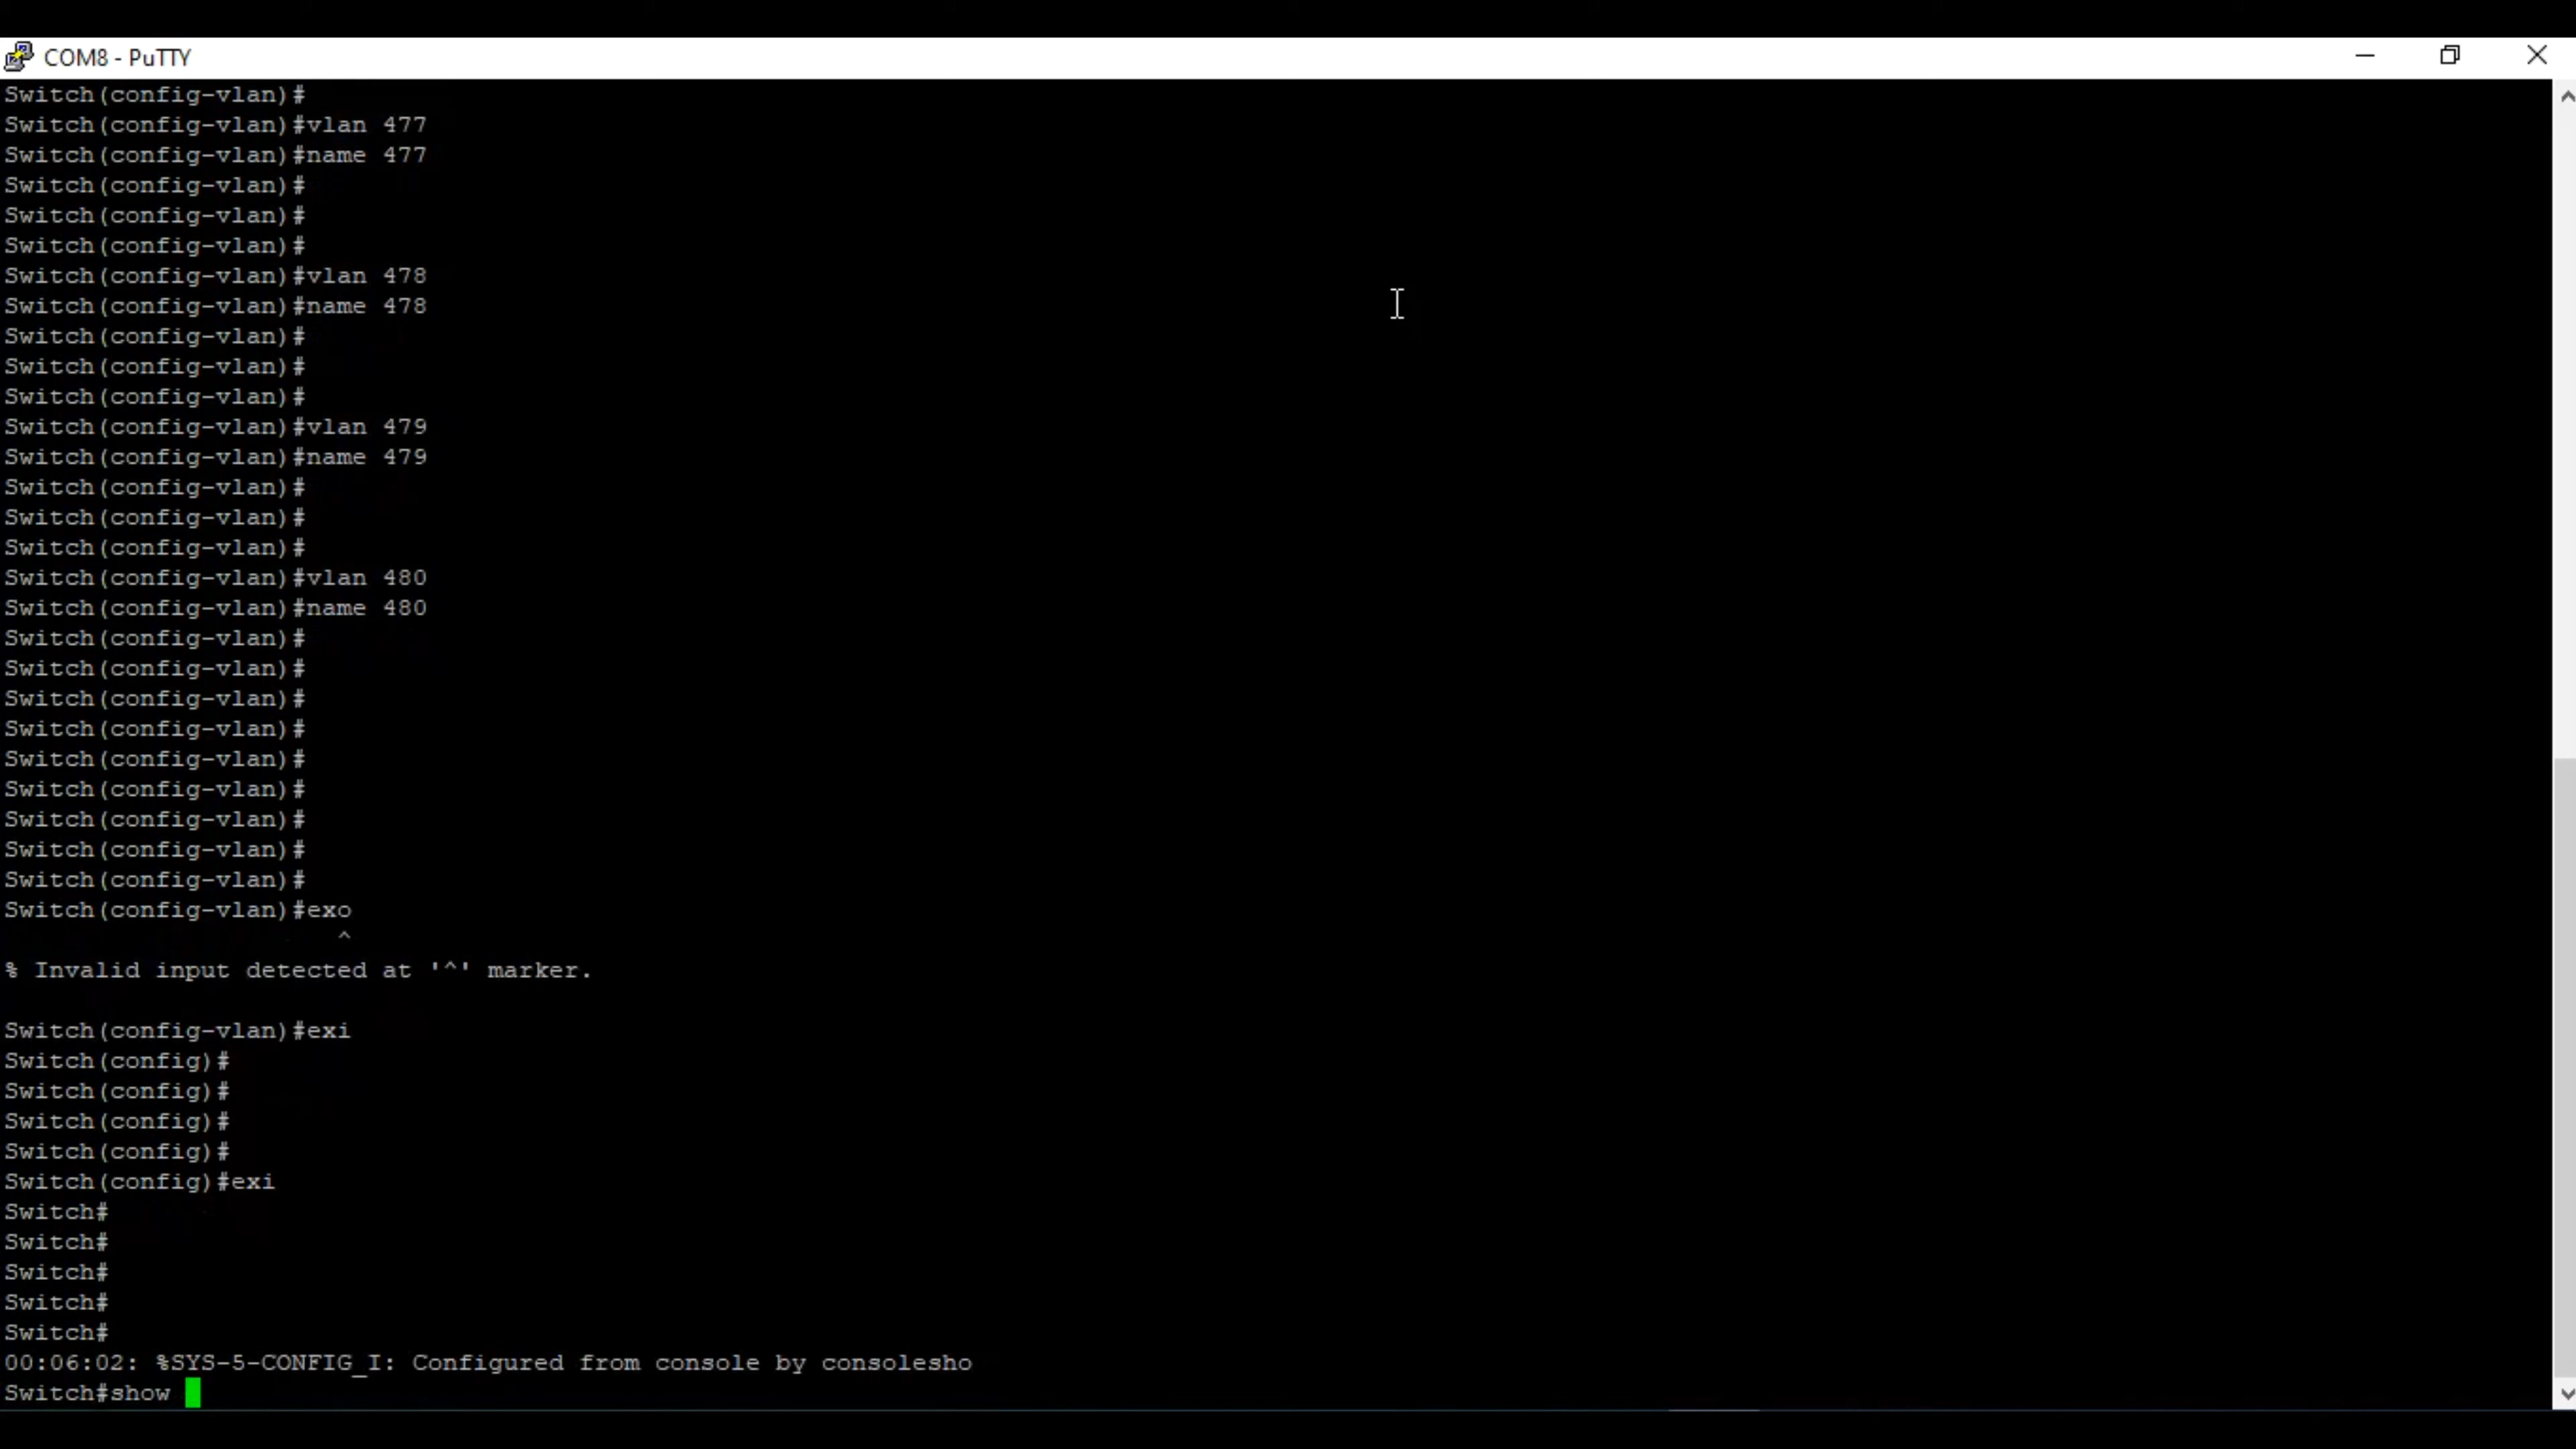 COM8 - PuTTY
Switch(config-vlan)#
Switch(config-vlan)#vlan 477
Switch(config-vlan)#name 477
Switch(config-vlan)#
Switch(config-vlan)#
Switch(config-vlan)#
Switch(config-vlan)#vlan 478
Switch(config-vlan)#name 478
Switch(config-vlan)#
Switch(config-vlan)#
Switch(config-vlan)#
Switch(config-vlan)#vlan 479
Switch(config-vlan)#name 479
Switch(config-vlan)#
Switch(config-vlan)#
Switch(config-vlan)#
Switch(config-vlan)#vlan 480
Switch(config-vlan)#name 480
Switch(config-vlan)#
Switch(config-vlan)#
Switch(config-vlan)#
Switch(config-vlan)#
Switch(config-vlan)#
Switch(config-vlan)#
Switch(config-vlan)#
Switch(config-vlan)#
Switch(config-vlan)#
Switch(config-vlan)#exo
^
% Invalid input detected at '^' marker.
Switch(config-vlan)#exi
Switch(config)#
Switch(config)#
Switch(config)#
Switch(config)#
Switch(config)#exi
Switch#
Switch#
Switch#
Switch#
Switch#
00:06:02: %SYS-5-CONFIG_I: Configured from console by consolesho
Switch#show